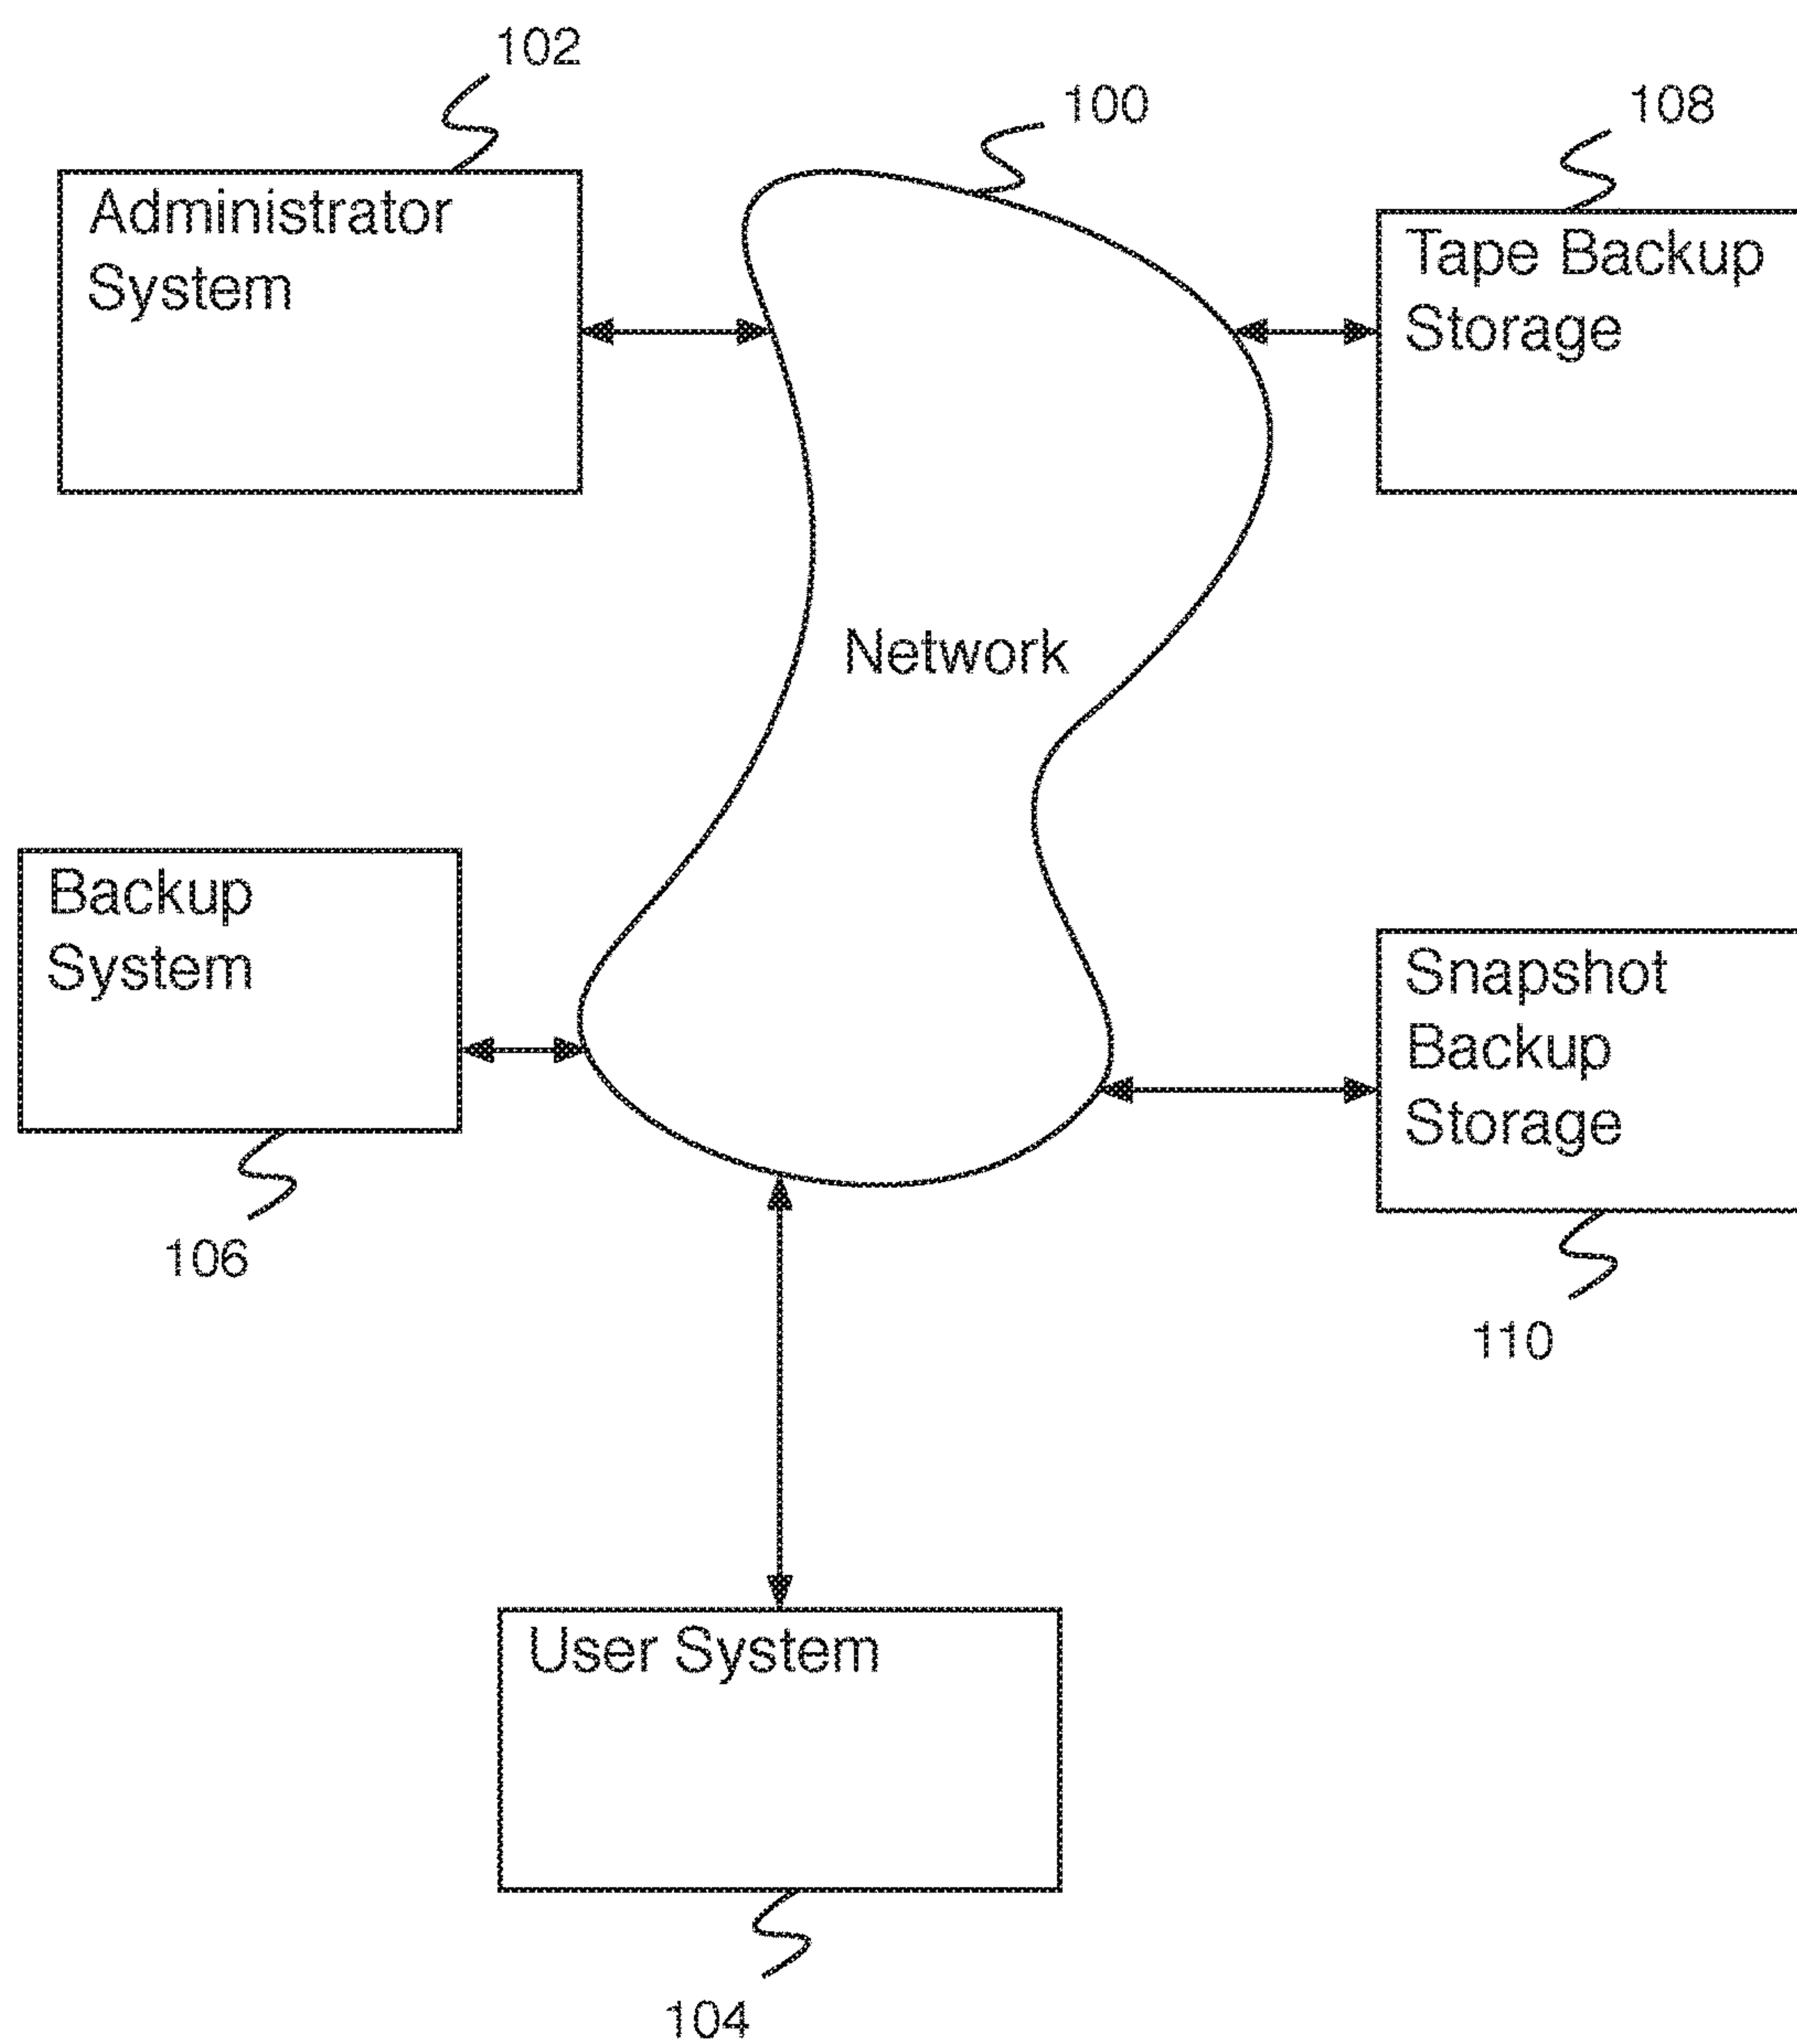 102
100
108
Administrator
System
Tape Backup
Storage
Network
Backup
System
Snapshot
Backup
Storage
106
110
User System
104